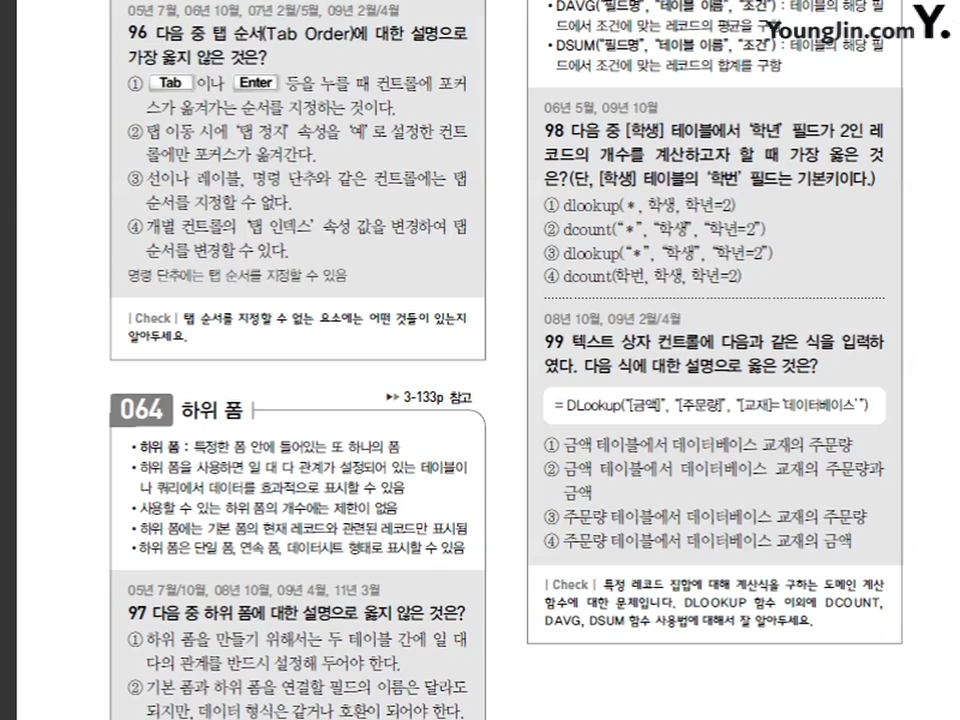 05년 7월, 06년 10월, 07년 2월/5월, 09년 2월/4월
96 다음 중 탭 순서(Tab Order)에 대한 설명으로
가장 옳지 않은 것은?
① Tab 이나 Enter 등을 누를 때 컨트롤에 포커
스가 옮겨가는 순서를 지정하는 것이다.
② 탭 이동 시에 '탭 정지' 속성을 '예'로 설정한 컨트
롤에만 포커스가 옮겨간다.
③ 선이나 레이블, 명령 단추와 같은 컨트롤에는 탭
순서를 지정할 수 없다.
④ 개별 컨트롤의 '탭 인덱스' 속성 값을 변경하여 탭
순서를 변경할 수 있다.
명령 단추에는 탭 순서를 지정할 수 있음
| Check | 탭 순서를 지정할 수 없는 요소에는 어떤 것들이 있는지
알아두세요.
▶▶ 3-133p 참고
064 하위 폼
• 하위 폼 : 특정한 폼 안에 들어있는 또 하나의 폼
• 하위 폼을 사용하면 일 대 다 관계가 설정되어 있는 테이블이
나 쿼리에서 데이터를 효과적으로 표시할 수 있음
• 사용할 수 있는 하위 폼의 개수에는 제한이 없음
• 하위 폼에는 기본 폼의 현재 레코드와 관련된 레코드만 표시됨
• 하위 폼은 단일 폼, 연속 폼, 데이터시트 형태로 표시할 수 있음
05년 7월/10월, 08년 10월, 09년 4월, 11년 3월
97 다음 중 하위 폼에 대한 설명으로 옳지 않은 것은?
① 하위 폼을 만들기 위해서는 두 테이블 간에 일 대
다의 관계를 반드시 설정해 두어야 한다.
② 기본 폼과 하위 폼을 연결할 필드의 이름은 달라도
되지만, 데이터 형식은 같거나 호환이 되어야 한다.
• DAVG("필드명", "테이블 이름", "조건") : 테이블의 해당 필
드에서 조건에 맞는 레코드의 평균을 구함
YoungJin.com Y.
• DSUM("필드명", "테이블 이름", "조건") : 테이블의 해당 필
드에서 조건에 맞는 레코드의 합계를 구함
06년 5월, 09년 10월
98 다음 중 [학생] 테이블에서 '학년' 필드가 2인 레
코드의 개수를 계산하고자 할 때 가장 옳은 것
은?(단, [학생] 테이블의 '학번' 필드는 기본키이다.)
① dlookup(*, 학생, 학년=2)
② dcount("*", "학생", "학년=2")
③ dlookup("*", "학생", "학년=2")
④ dcount(학번, 학생, 학년=2)
08년 10월, 09년 2월/4월
99 텍스트 상자 컨트롤에 다음과 같은 식을 입력하
였다. 다음 식에 대한 설명으로 옳은 것은?
= DLookup("[금액]", "[주문량]", "[교재]='데이터베이스'")
① 금액 테이블에서 데이터베이스 교재의 주문량
② 금액 테이블에서 데이터베이스 교재의 주문량과
금액
③ 주문량 테이블에서 데이터베이스 교재의 주문량
④ 주문량 테이블에서 데이터베이스 교재의 금액
| Check | 특정 레코드 집합에 대해 계산식을 구하는 도메인 계산
함수에 대한 문제입니다. DLOOKUP 함수 이외에 DCOUNT,
DAVG, DSUM 함수 사용법에 대해서 잘 알아두세요.